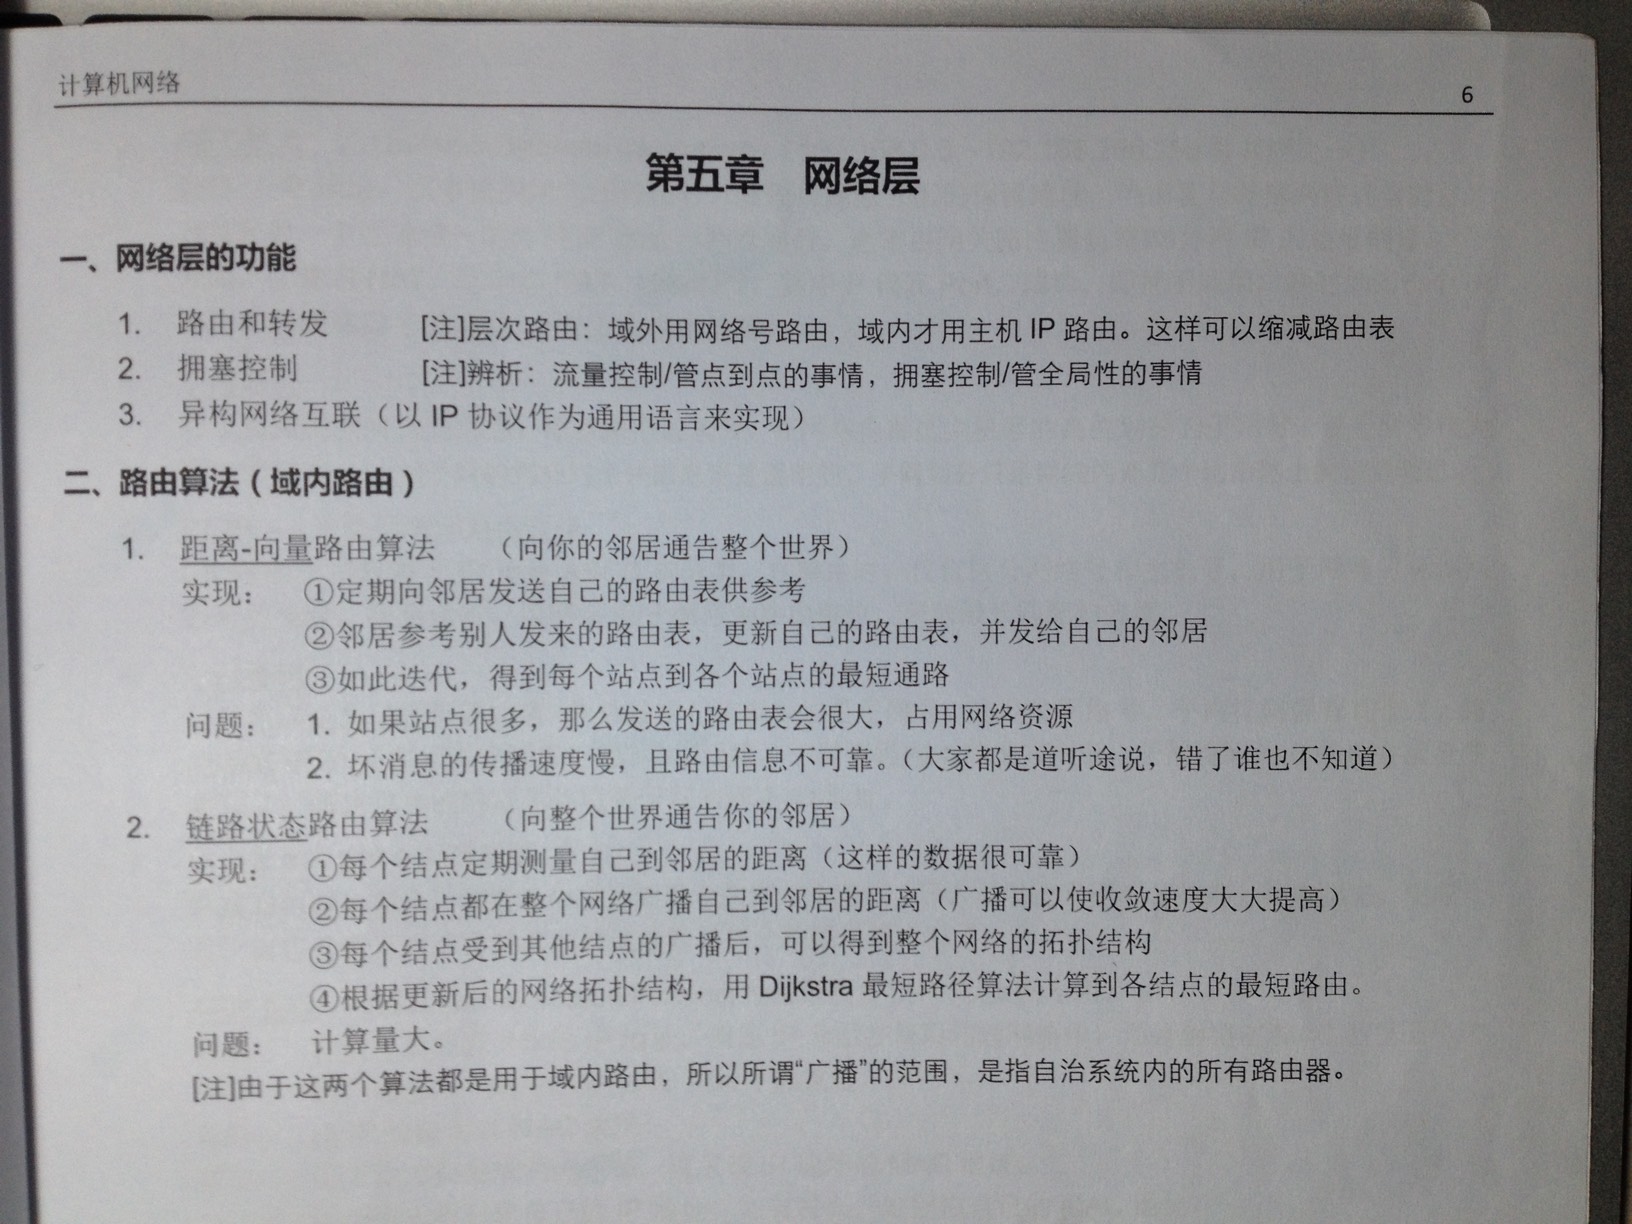 计算机网络 6
第五章 网络层
一、网络层的功能
1. 路由和转发 [注]层次路由：域外用网络号路由，域内才用主机 IP 路由。这样可以缩减路由表
2. 拥塞控制 [注]辨析：流量控制/管点到点的事情，拥塞控制/管全局性的事情
3. 异构网络互联（以 IP 协议作为通用语言来实现）
二、路由算法（域内路由）
1. 距离-向量路由算法 （向你的邻居通告整个世界）
实现： ①定期向邻居发送自己的路由表供参考
②邻居参考别人发来的路由表，更新自己的路由表，并发给自己的邻居
③如此迭代，得到每个站点到各个站点的最短通路
问题： 1. 如果站点很多，那么发送的路由表会很大，占用网络资源
2. 坏消息的传播速度慢，且路由信息不可靠。（大家都是道听途说，错了谁也不知道）
2. 链路状态路由算法 （向整个世界通告你的邻居）
实现： ①每个结点定期测量自己到邻居的距离（这样的数据很可靠）
②每个结点都在整个网络广播自己到邻居的距离（广播可以使收敛速度大大提高）
③每个结点受到其他结点的广播后，可以得到整个网络的拓扑结构
④根据更新后的网络拓扑结构，用 Dijkstra 最短路径算法计算到各结点的最短路由。
问题： 计算量大。
[注]由于这两个算法都是用于域内路由，所以所谓“广播”的范围，是指自治系统内的所有路由器。